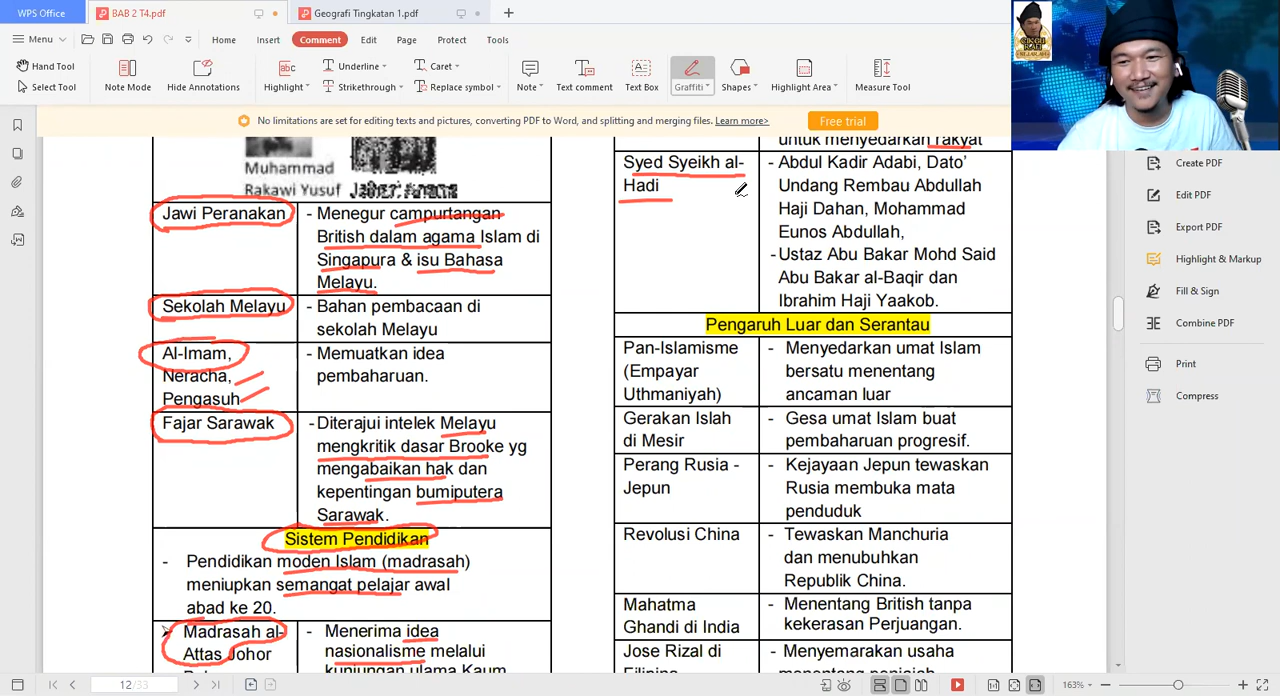 WPS Office
BAB 2 T4.pdf
Geografi Tingkatan 1.pdf
Menu
Home
Insert
Comment
Edit
Page
Protect
Tools
Hand Tool
Select Tool
Note Mode
Hide Annotations
Highlight
Underline
Strikethrough
Caret
Replace symbol
Note
Text comment
Text Box
Graffiti
Shapes
Highlight Area
Measure Tool
No limitations are set for editing texts and pictures, converting PDF to Word, and splitting and merging files. Learn more>
Free trial
Muhammad
Rakawi Yusuf
Jawi Peranakan
- Menegur campurtangan
British dalam agana Islam di
Singapura & isu Bahasa
Melayu.
Sekolah Melayu
- Bahan pembacaan di
sekolah Melayu
Al-Imam,
Neracha,
Pengasuh
- Memuatkan idea
pembaharuan.
Fajar Sarawak
- Diterajui intelek Melayu
mengkritik dasar Brooke yg
mengabaikan hak dan
kepentingan bumiputera
Sarawak.
Sistem Pendidikan
- Pendidikan moden Islam (madrasah)
meniupkan semangat pelajar awal
abad ke 20.
Madrasah al-
Attas Johor
- Menerima idea
nasionalisme melalui
kunjungan ulama Kaum
untuk menyedarkan rakyat
Syed Syeikh al-
Hadi
- Abdul Kadir Adabi, Dato'
Undang Rembau Abdullah
Haji Dahan, Mohammad
Eunos Abdullah,
- Ustaz Abu Bakar Mohd Said
Abu Bakar al-Baqir dan
Ibrahim Haji Yaakob.
Pengaruh Luar dan Serantau
Pan-Islamisme
(Empayar
Uthmaniyah)
- Menyedarkan umat Islam
bersatu menentang
ancaman luar
Gerakan Islah
di Mesir
- Gesa umat Islam buat
pembaharuan progresif.
Perang Rusia -
Jepun
- Kejayaan Jepun tewaskan
Rusia membuka mata
penduduk
Revolusi China
- Tewaskan Manchuria
dan menubuhkan
Republik China.
Mahatma
Ghandi di India
- Menentang British tanpa
kekerasan Perjuangan.
Jose Rizal di
Filipina
- Menyemarakan usaha
menentang penjajah
Create PDF
Edit PDF
Export PDF
Highlight & Markup
Fill & Sign
Combine PDF
Print
Compress
12/33
163%